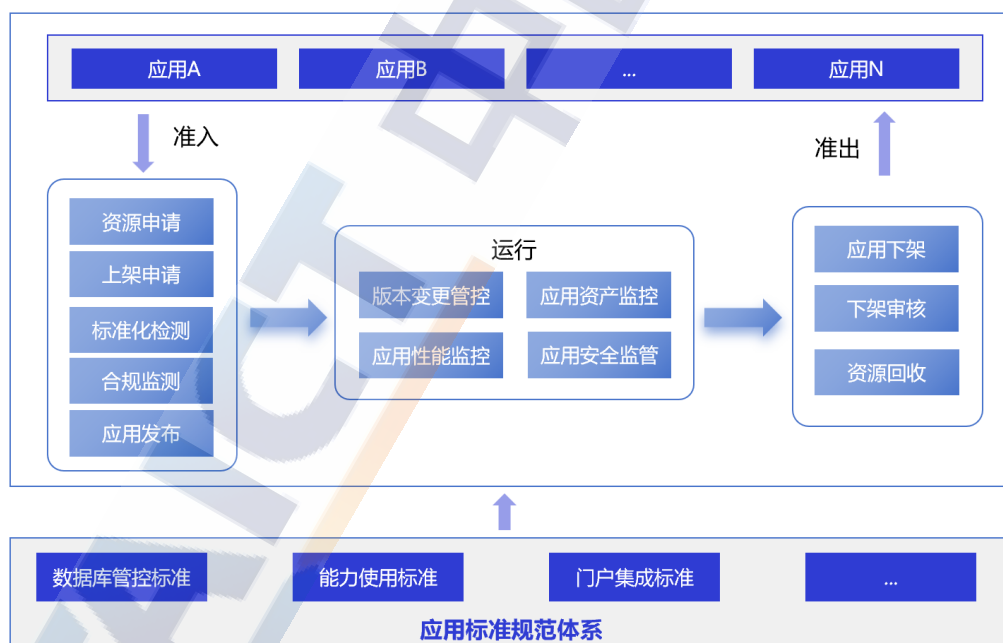 应用A
应用B
...
应用N
准入
准出
资源申请
上架申请
标准化检测
合规监测
应用发布
运行
版本变更管控
应用资产监控
应用性能监控
应用安全监管
应用下架
下架审核
资源回收
数据库管控标准
能力使用标准
门户集成标准
...
应用标准规范体系